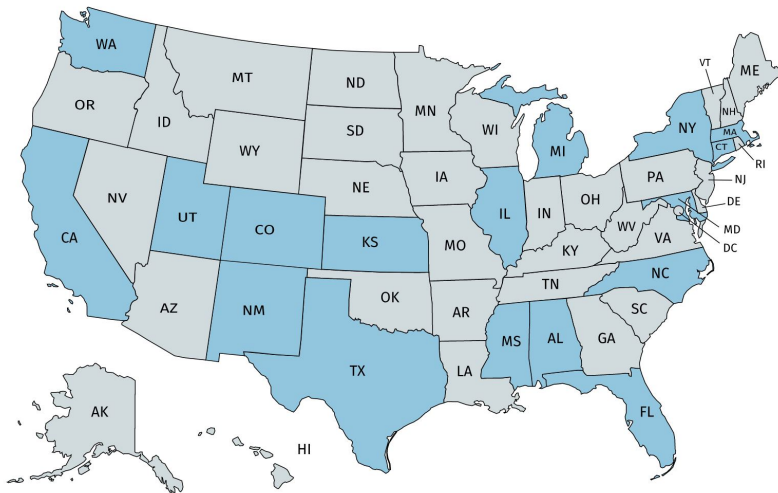 WA
MT
ND
MN
VT
ME
OR
ID
SD
WI
NH
NY
MA
MI
CT
RI
WY
IA
PA
NJ
NV
NE
OH
DE
UT
IL
IN
CA
CO
KS
MO
WV
VA
MD
KY
DC
NC
TN
AZ
NM
OK
AR
SC
MS
AL
GA
TX
LA
AK
FL
HI